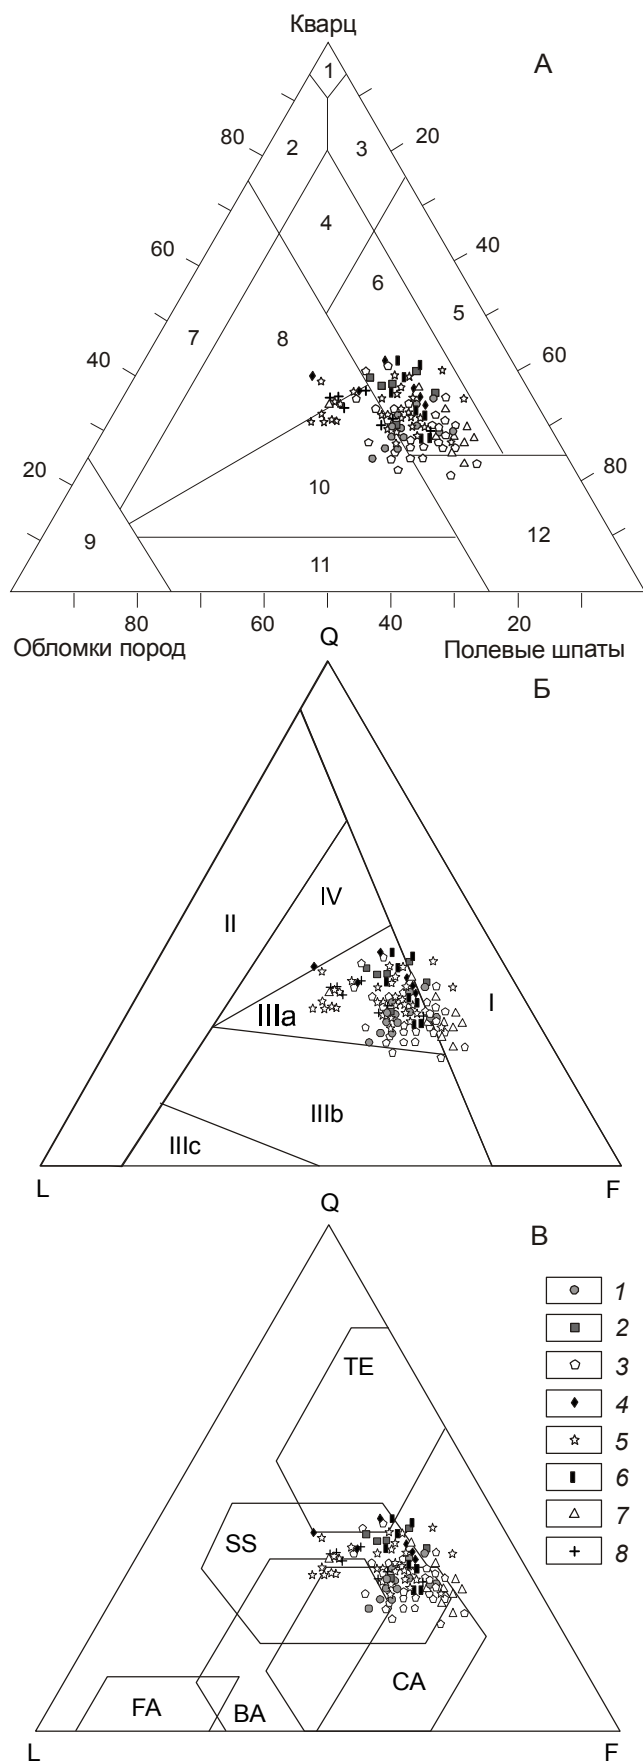 Кварц
А
1
80 2 3 20
4
60 40
6
5
7 8
40 60
20 10 80
9 12
11
80 60 40 20
Обломки пород Полевые шпаты
Q
Б
IV
II
I
IIIa
IIIb
IIIc
L F
Q
В
1
TE 2
3
4
5
6
SS 7
8
CA
FA BA
L F